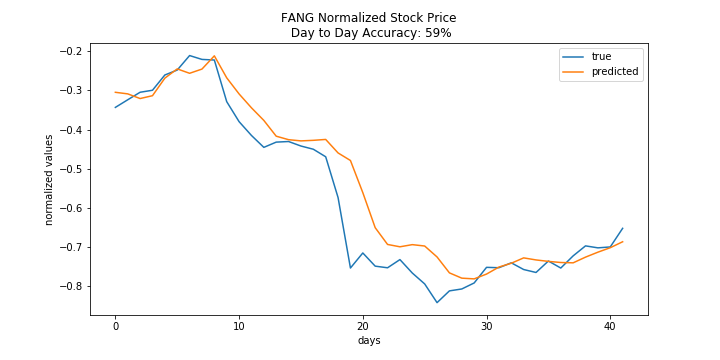 FANG Normalized Stock Price
Day to Day Accuracy: 59%
true
predicted
normalized values
−0.2
−0.3
−0.4
−0.5
−0.6
−0.7
−0.8
0
10
20
30
40
days